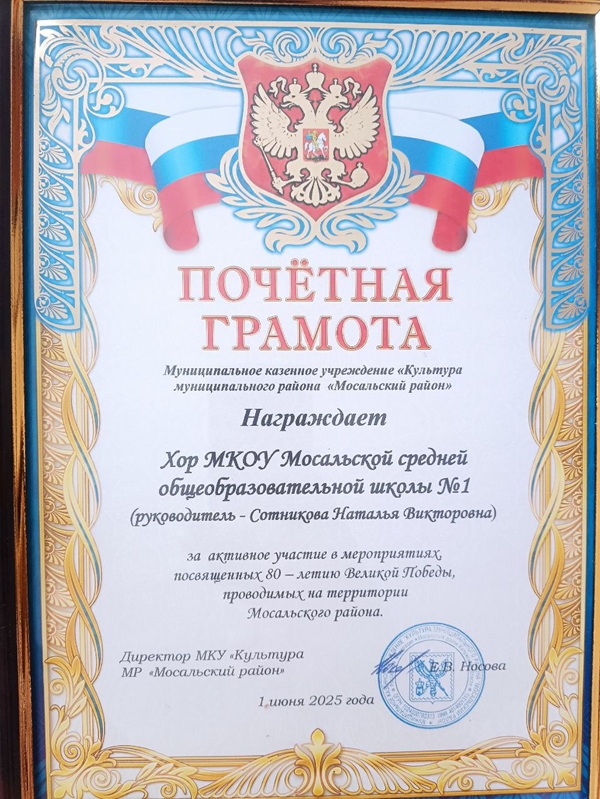 ПОЧЁТНАЯ
ГРАМОТА
Муниципальное казенное учреждение «Культура
муниципального района «Мосальский район»
Награждает
Хор МКОУ Мосальской средней
общеобразовательной школы №1
(руководитель - Сотникова Наталья Викторовна)
за активное участие в мероприятиях,
посвященных 80 – летию Великой Победы,
проводимых на территории
Мосальского района.
Директор МКУ «Культура
МР «Мосальский район»
Е.В. Носова
1 июня 2025 года